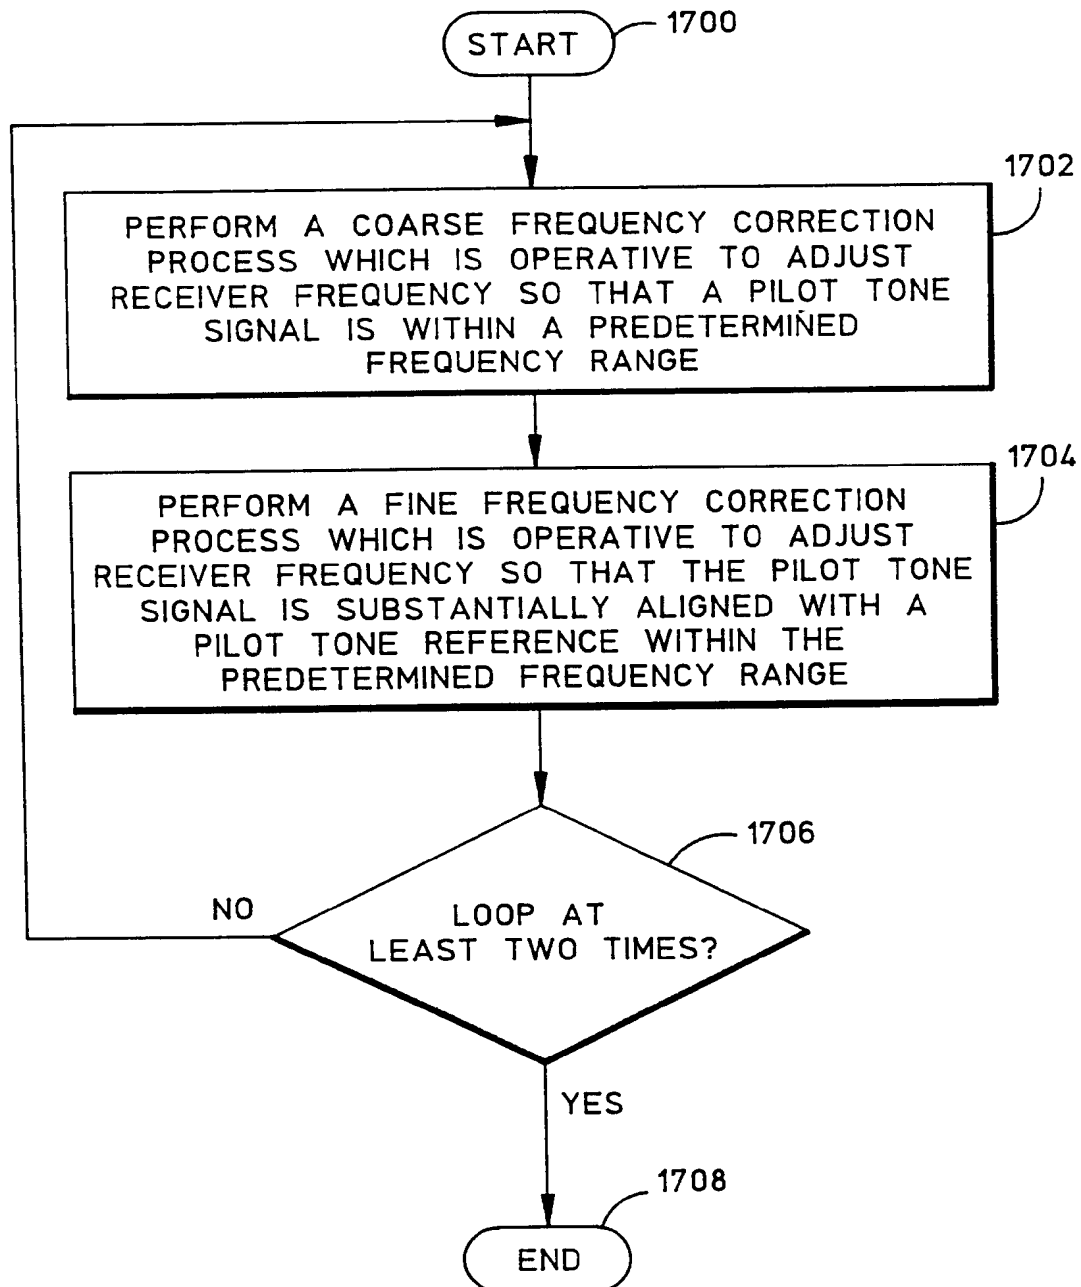 START
1700
1702
PERFORM A COARSE FREQUENCY CORRECTION
PROCESS WHICH IS OPERATIVE TO ADJUST
RECEIVER FREQUENCY SO THAT A PILOT TONE
SIGNAL IS WITHIN A PREDETERMINED
FREQUENCY RANGE
1704
PERFORM A FINE FREQUENCY CORRECTION
PROCESS WHICH IS OPERATIVE TO ADJUST
RECEIVER FREQUENCY SO THAT THE PILOT TONE
SIGNAL IS SUBSTANTIALLY ALIGNED WITH A
PILOT TONE REFERENCE WITHIN THE
PREDETERMINED FREQUENCY RANGE
1706
NO
LOOP AT
LEAST TWO TIMES?
YES
1708
END